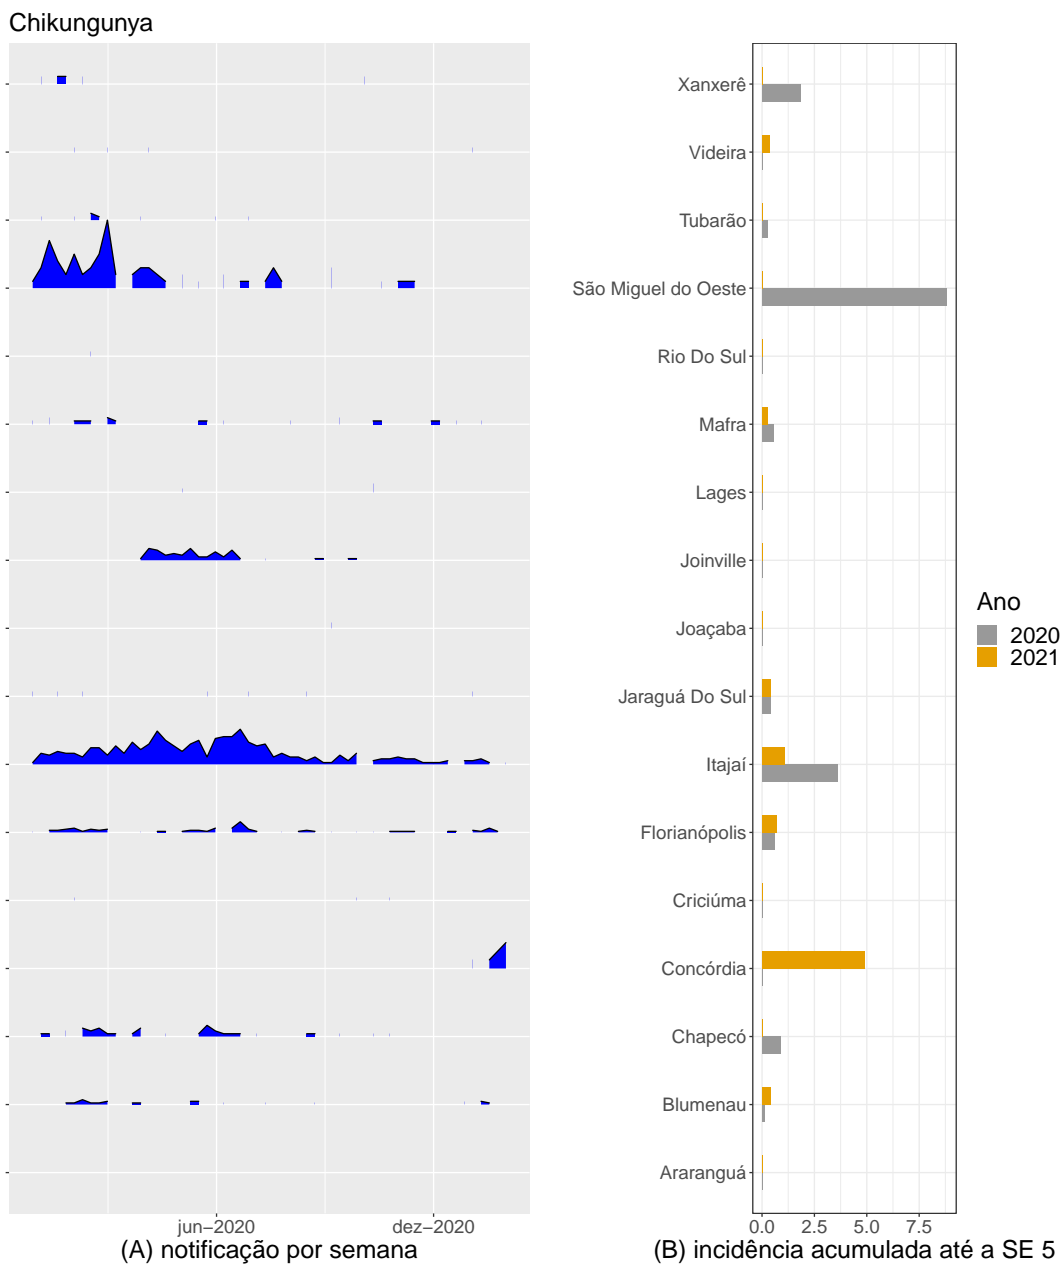 Chikungunya
Xanxerê
Videira
Tubarão
São Miguel do Oeste
Rio Do Sul
Mafra
Lages
Joinville
Joaçaba
Jaraguá Do Sul
Itajaí
Florianópolis
Criciúma
Concórdia
Chapecó
Blumenau
Araranguá
Ano
2020
2021
jun−2020 dez−2020
0.0 2.5 5.0 7.5
(A) notificação por semana
(B) incidência acumulada até a SE 5